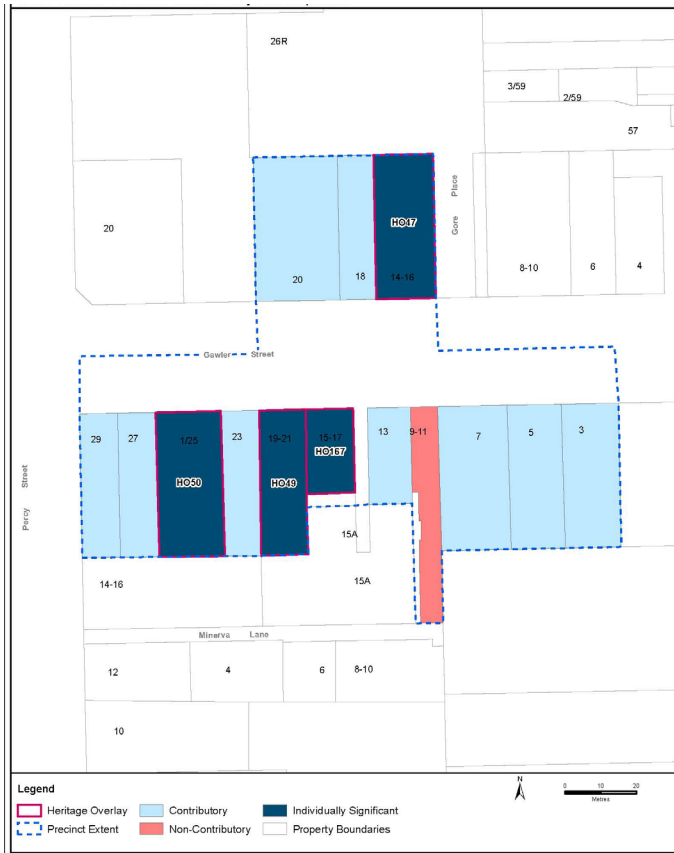 26R
3/59
2/59
57
20
Gore Place
HO47
20
18
14-16
8-10
6
4
Gawler Street
Percy Street
29
27
1/25
23
19-21
15-17
HO167
13
9-11
7
5
3
HO50
HO49
15A
14-16
15A
Minerva Lane
12
4
6
8-10
10
Legend
Heritage Overlay
Contributory
Individually Significant
Precinct Extent
Non-Contributory
Property Boundaries
N
0 10 20
Metres